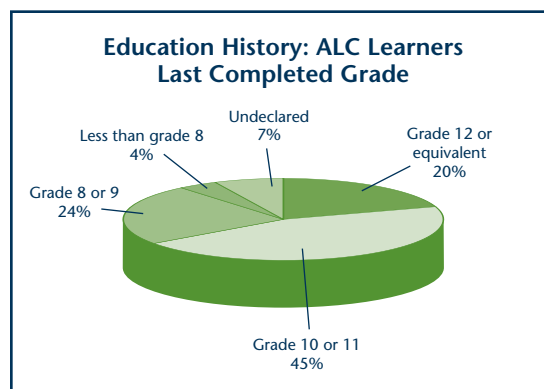 Education History: ALC Learners
Last Completed Grade
Undeclared
7%
Less than grade 8
4%
Grade 12 or
equivalent
20%
Grade 8 or 9
24%
Grade 10 or 11
45%